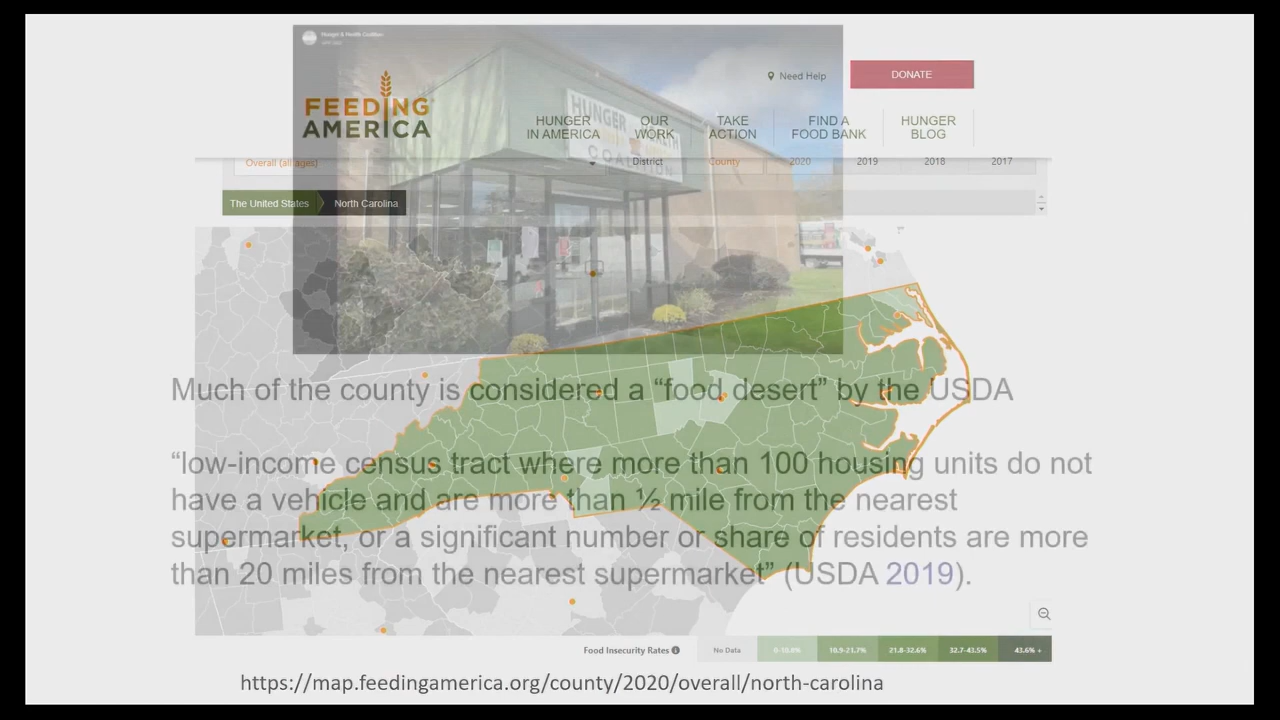 Hunger & Health Coalition
Need Help
DONATE
FEEDING
AMERICA
HUNGER
IN AMERICA
OUR
WORK
TAKE
ACTION
FIND A
FOOD BANK
HUNGER
BLOG
HUNGER
COALITION
Overall (all ages)
District
County
2020
2019
2018
2017
The United States
North Carolina
Much of the county is considered a “food desert” by the USDA
“low-income census tract where more than 100 housing units do not
have a vehicle and are more than ½ mile from the nearest
supermarket, or a significant number or share of residents are more
than 20 miles from the nearest supermarket” (USDA 2019).
Food Insecurity Rates
No Data
10.9-21.7%
21.8-32.6%
32.7-43.5%
43.6% +
https://map.feedingamerica.org/county/2020/overall/north-carolina